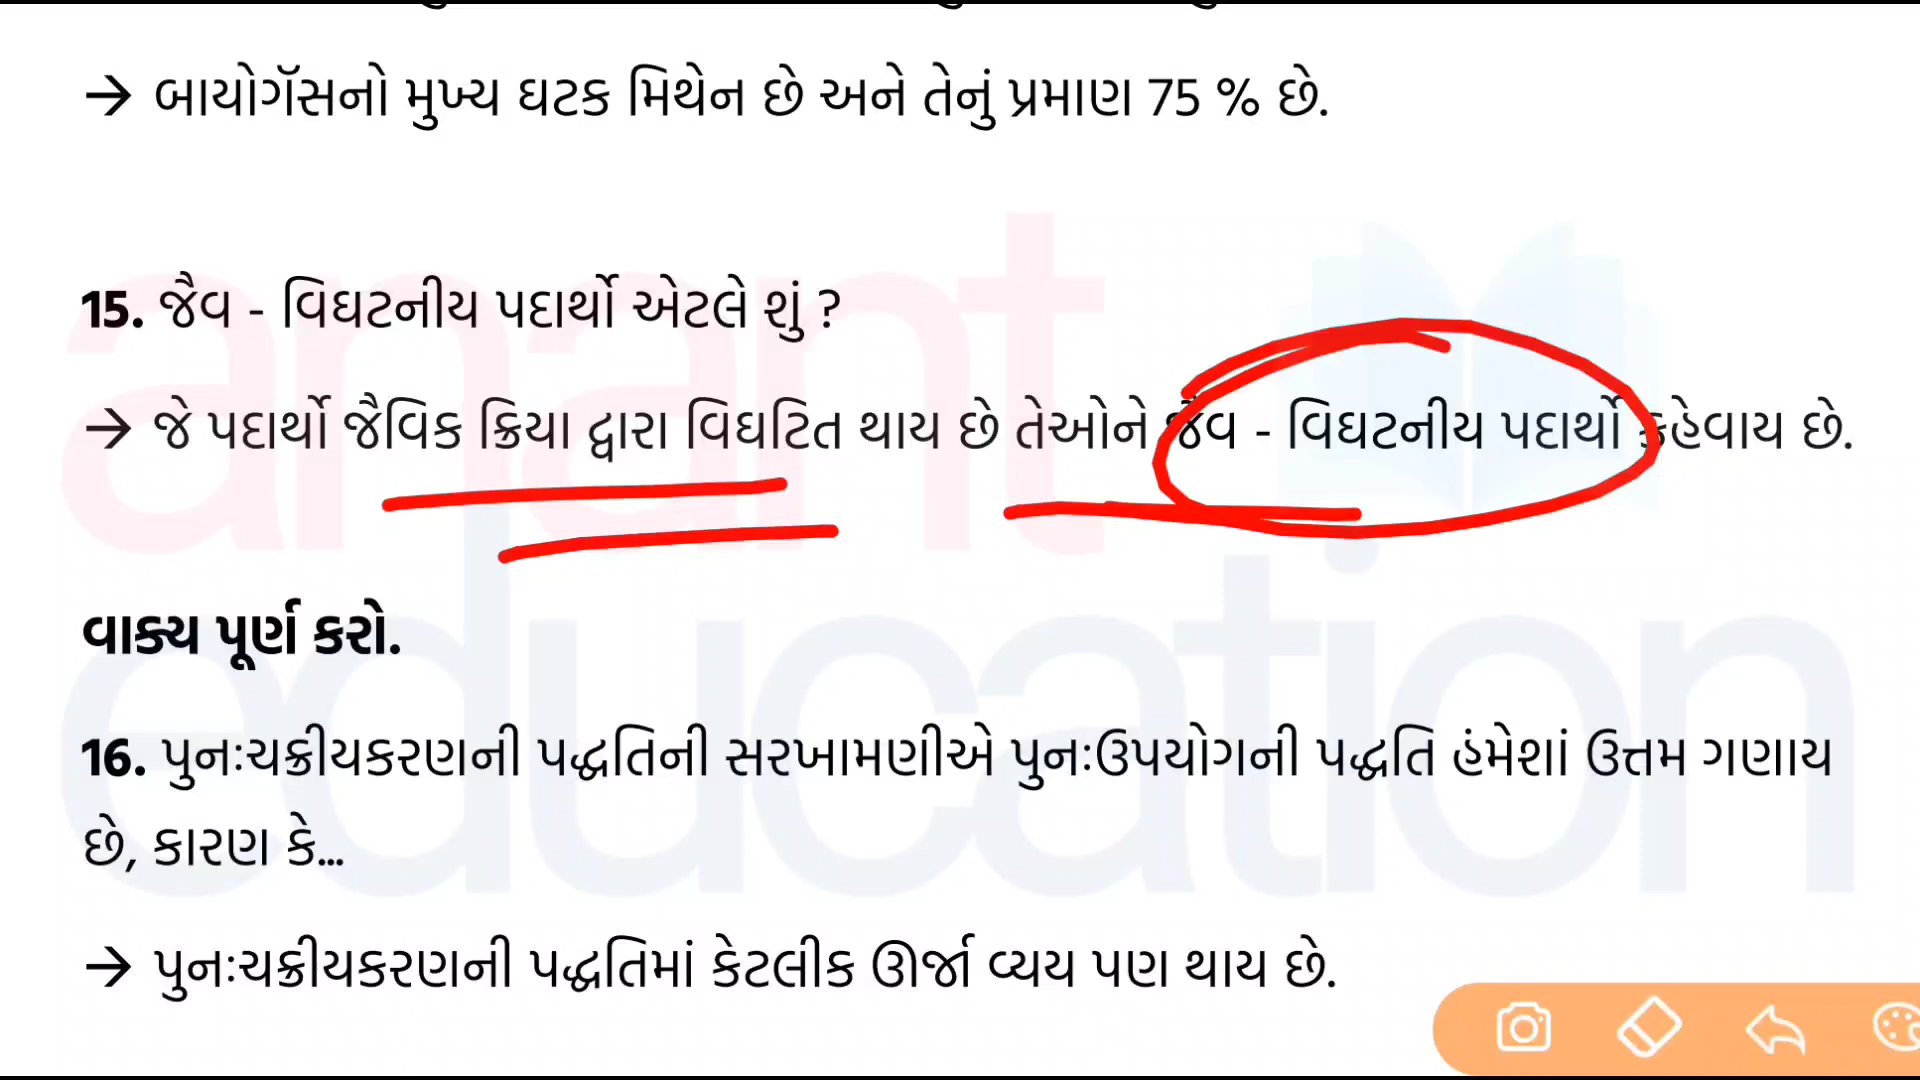 → બાયોગૅસનો મુખ્ય ઘટક મિથેન છે અને તેનું પ્રમાણ 75 % છે.
15. જૈવ - વિઘટનીય પદાર્થો એટલે શું ?
→ જે પદાર્થો જૈવિક ક્રિયા દ્વારા વિઘટિત થાય છે તેઓને જૈવ - વિઘટનીય પદાર્થો કહેવાય છે.
વાક્ય પૂર્ણ કરો.
16. પુનઃચક્રીયકરણની પદ્ધતિની સરખામણીએ પુનઃઉપયોગની પદ્ધતિ હંમેશાં ઉત્તમ ગણાય
છે, કારણ કે...
→ પુનઃચક્રીયકરણની પદ્ધતિમાં કેટલીક ઊર્જા વ્યય પણ થાય છે.
anant
education